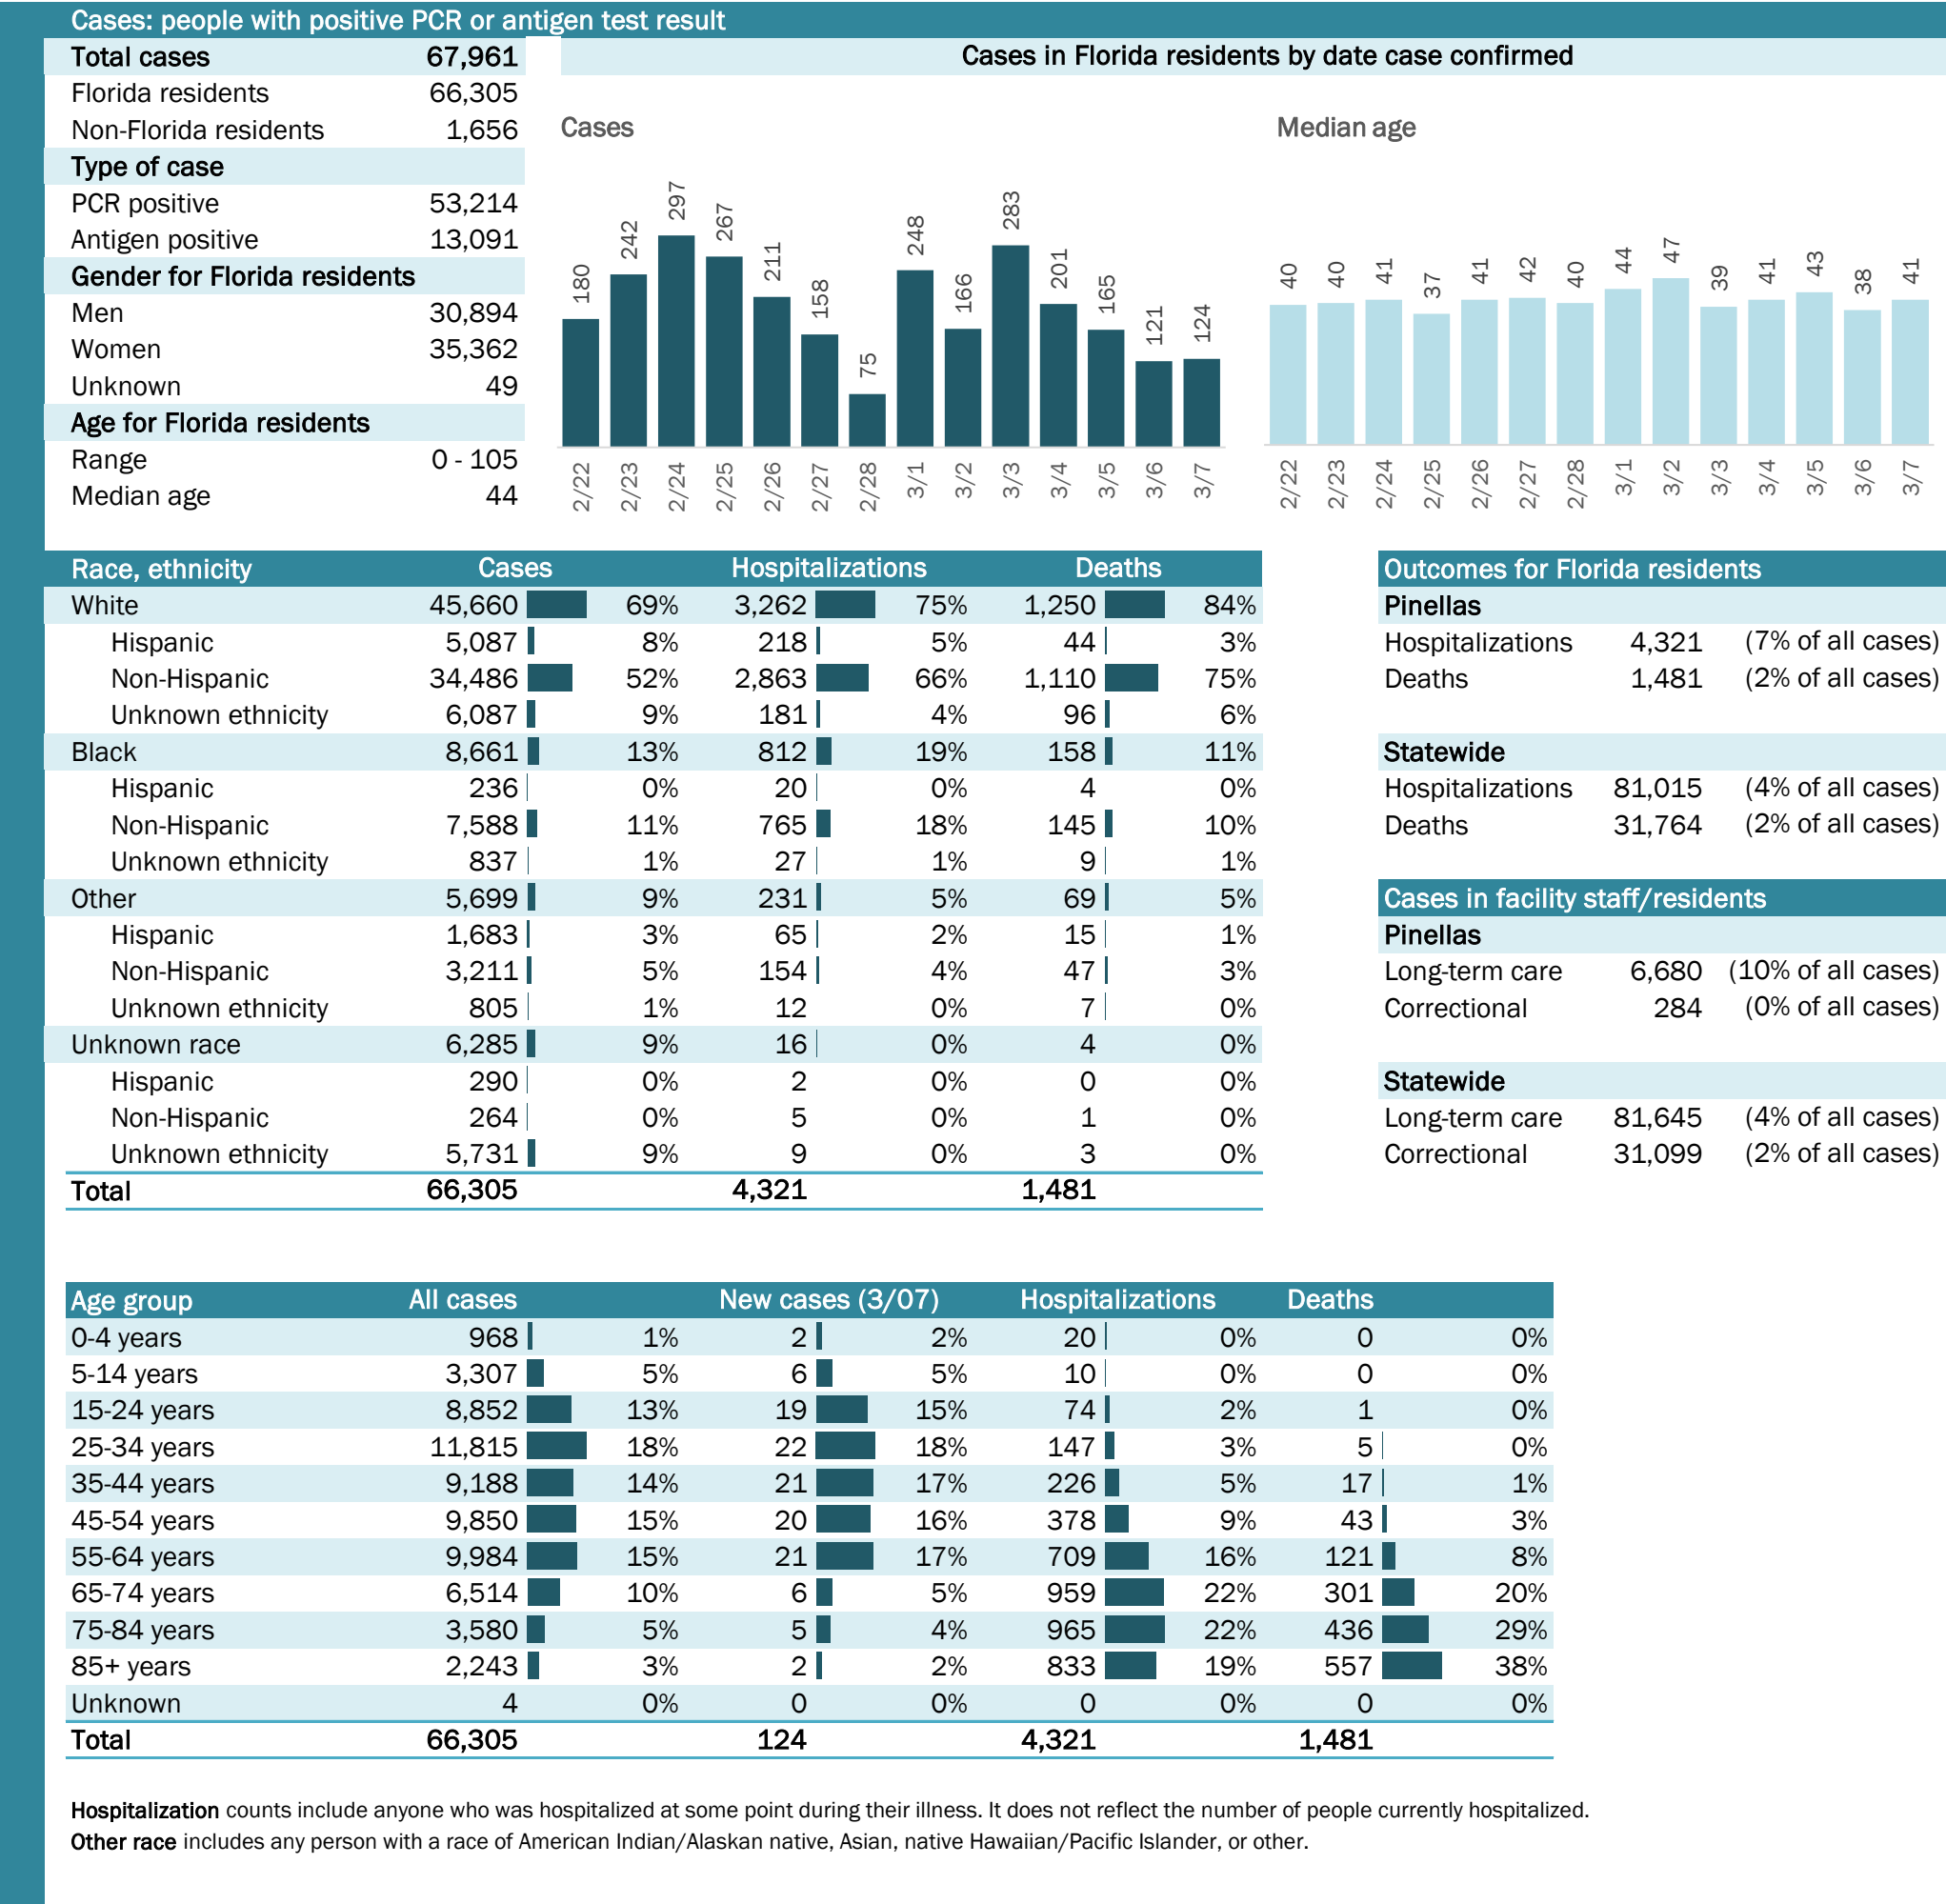 Cases: people with positive PCR or antigen test result
Total cases 67,961
Florida residents 66,305
Non-Florida residents 1,656
Type of case
PCR positive 53,214
Antigen positive 13,091
Gender for Florida residents
Men 30,894
Women 35,362
Unknown 49
Age for Florida residents
Range 0 - 105
Median age 44
Cases in Florida residents by date case confirmed
Cases
180 242 297 267 211 158 75 248 166 283 201 165 121 124
2/22 2/23 2/24 2/25 2/26 2/27 2/28 3/1 3/2 3/3 3/4 3/5 3/6 3/7
Median age
40 40 41 37 41 42 40 44 47 39 41 43 38 41
2/22 2/23 2/24 2/25 2/26 2/27 2/28 3/1 3/2 3/3 3/4 3/5 3/6 3/7
Race, ethnicity Cases Hospitalizations Deaths
White 45,660 69% 3,262 75% 1,250 84%
Hispanic 5,087 8% 218 5% 44 3%
Non-Hispanic 34,486 52% 2,863 66% 1,110 75%
Unknown ethnicity 6,087 9% 181 4% 96 6%
Black 8,661 13% 812 19% 158 11%
Hispanic 236 0% 20 0% 4 0%
Non-Hispanic 7,588 11% 765 18% 145 10%
Unknown ethnicity 837 1% 27 1% 9 1%
Other 5,699 9% 231 5% 69 5%
Hispanic 1,683 3% 65 2% 15 1%
Non-Hispanic 3,211 5% 154 4% 47 3%
Unknown ethnicity 805 1% 12 0% 7 0%
Unknown race 6,285 9% 16 0% 4 0%
Hispanic 290 0% 2 0% 0 0%
Non-Hispanic 264 0% 5 0% 1 0%
Unknown ethnicity 5,731 9% 9 0% 3 0%
Total 66,305 4,321 1,481
Outcomes for Florida residents
Pinellas
Hospitalizations 4,321 (7% of all cases)
Deaths 1,481 (2% of all cases)
Statewide
Hospitalizations 81,015 (4% of all cases)
Deaths 31,764 (2% of all cases)
Cases in facility staff/residents
Pinellas
Long-term care 6,680 (10% of all cases)
Correctional 284 (0% of all cases)
Statewide
Long-term care 81,645 (4% of all cases)
Correctional 31,099 (2% of all cases)
Age group All cases New cases (3/07) Hospitalizations Deaths
0-4 years 968 1% 2 2% 20 0% 0 0%
5-14 years 3,307 5% 6 5% 10 0% 0 0%
15-24 years 8,852 13% 19 15% 74 2% 1 0%
25-34 years 11,815 18% 22 18% 147 3% 5 0%
35-44 years 9,188 14% 21 17% 226 5% 17 1%
45-54 years 9,850 15% 20 16% 378 9% 43 3%
55-64 years 9,984 15% 21 17% 709 16% 121 8%
65-74 years 6,514 10% 6 5% 959 22% 301 20%
75-84 years 3,580 5% 5 4% 965 22% 436 29%
85+ years 2,243 3% 2 2% 833 19% 557 38%
Unknown 4 0% 0 0% 0 0% 0 0%
Total 66,305 124 4,321 1,481
Hospitalization counts include anyone who was hospitalized at some point during their illness. It does not reflect the number of people currently hospitalized.
Other race includes any person with a race of American Indian/Alaskan native, Asian, native Hawaiian/Pacific Islander, or other.